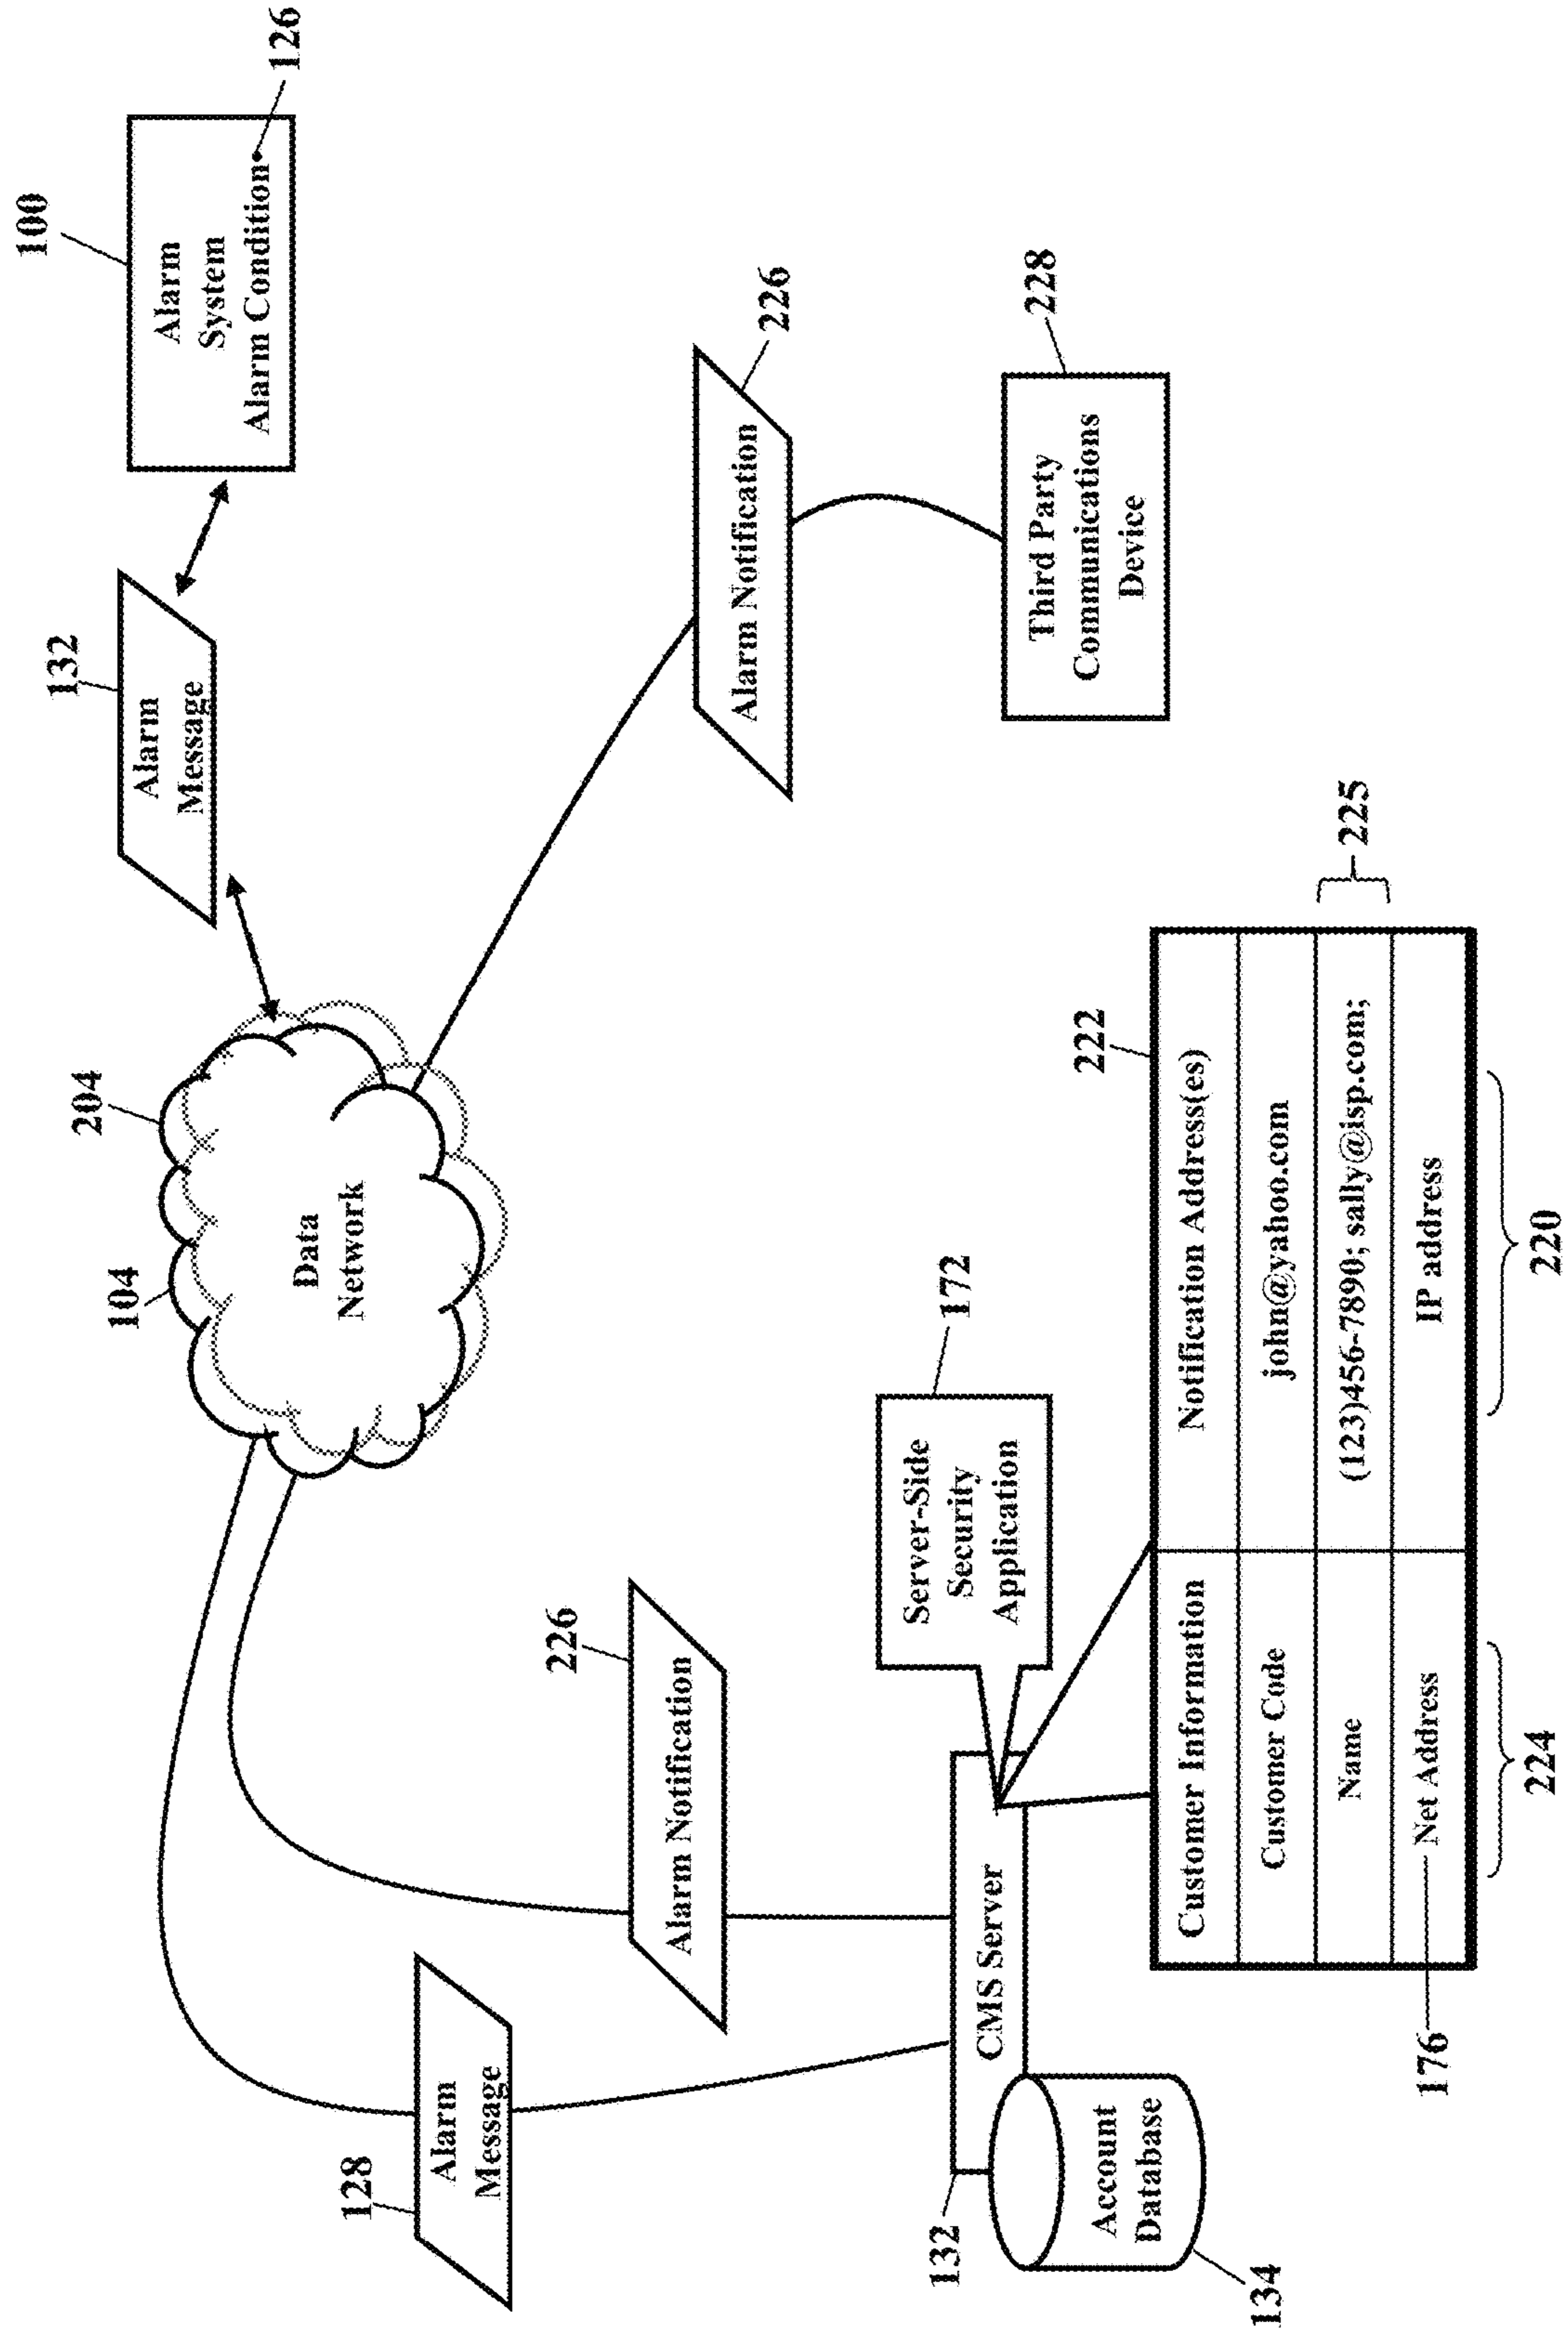 128
Alarm
Message
226
Alarm Notification
104
204
Data
Network
132
Alarm
Message
100
Alarm
System
Alarm Condition
126
226
Alarm Notification
228
Third Party
Communications
Device
132
CMS Server
134
Account
Database
172
Server-Side
Security
Application
222
225
Customer Information
Notification Address(es)
Customer Code
john@yahoo.com
Name
(123)456-7890; sally@isp.com;
176
Net Address
IP address
224
220